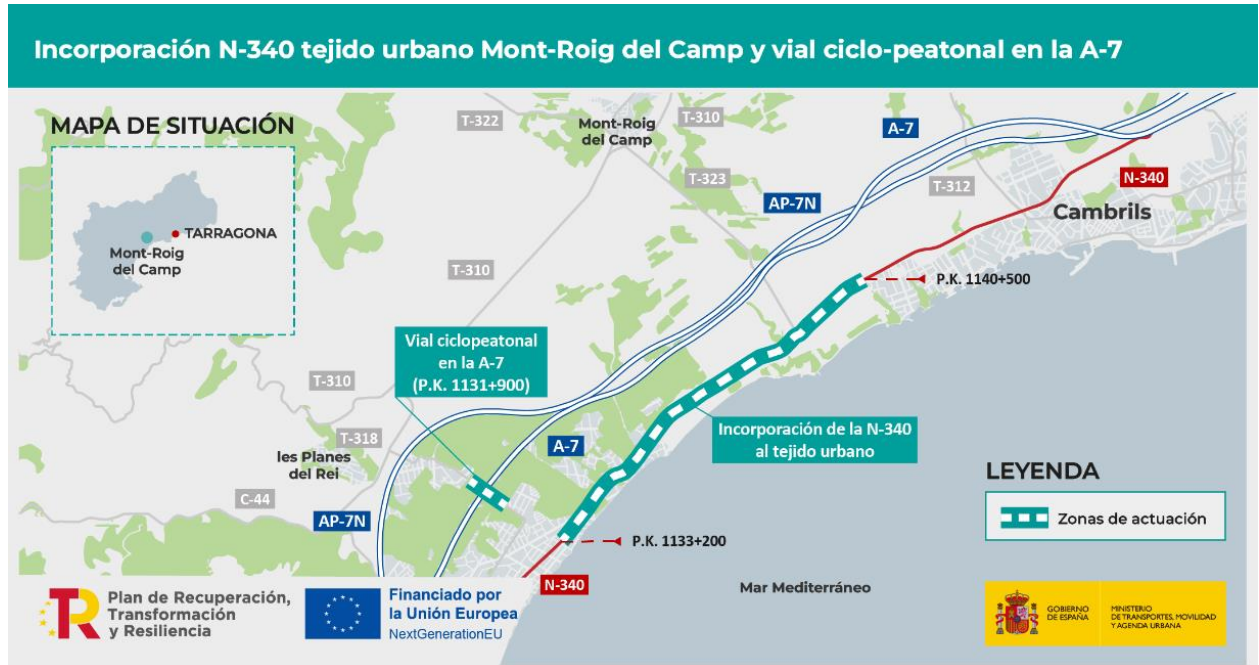 Incorporación N-340 tejido urbano Mont-Roig del Camp y vial ciclo-peatonal en la A-7
MAPA DE SITUACIÓN
TARRAGONA
Mont-Roig
del Camp
T-322
Mont-Roig
del Camp
T-310
A-7
T-323
T-312
N-340
AP-7N
Cambrils
T-310
P.K. 1140+500
Vial ciclopeatonal
en la A-7
(P.K. 1131+900)
T-310
T-318
les Planes
del Rei
A-7
Incorporación de la N-340
al tejido urbano
C-44
AP-7N
P.K. 1133+200
N-340
Mar Mediterráneo
LEYENDA
Zonas de actuación
Plan de Recuperación,
Transformación
y Resiliencia
Financiado por
la Unión Europea
NextGenerationEU
GOBIERNO
DE ESPAÑA
MINISTERIO
DE TRANSPORTES, MOVILIDAD
Y AGENDA URBANA